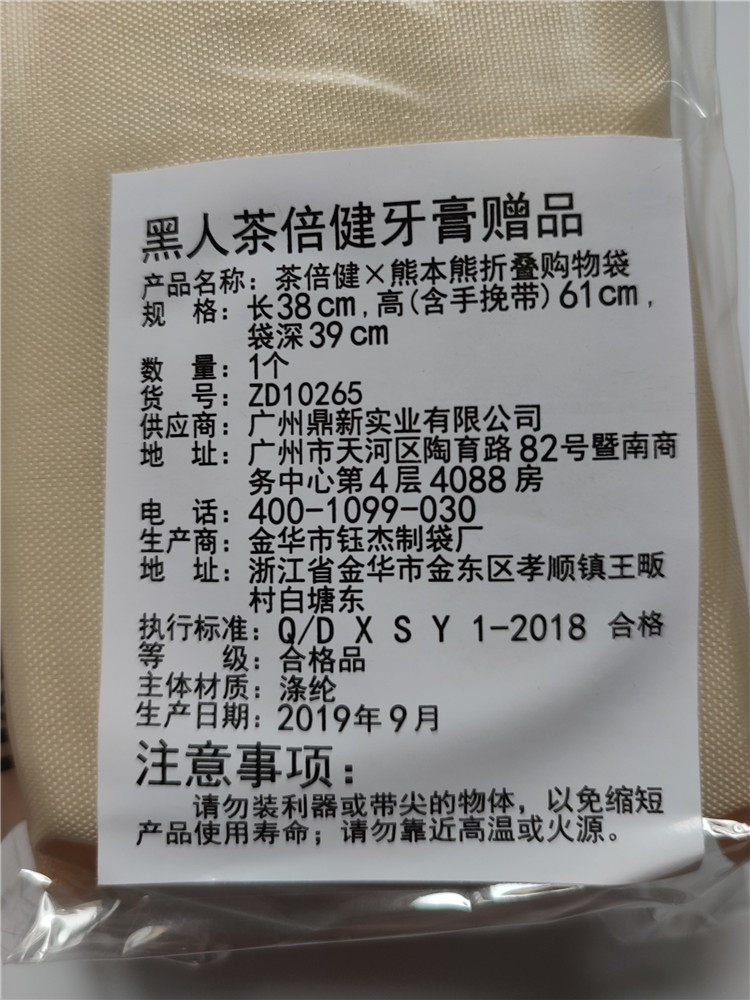 黑人茶倍健牙膏赠品
产品名称：茶倍健×熊本熊折叠购物袋
规 格：长38cm,高(含手挽带)61cm,
袋深39cm
数 量：1个
货 号：ZD10265
供应商：广州鼎新实业有限公司
地 址：广州市天河区陶育路82号暨南商
务中心第4层4088房
电 话：400-1099-030
生产商：金华市钰杰制袋厂
地 址：浙江省金华市金东区孝顺镇王畈
村白塘东
执行标准：Q/D X S Y 1-2018 合格
等 级：合格品
主体材质：涤纶
生产日期：2019年9月
注意事项：
请勿装利器或带尖的物体，以免缩短
产品使用寿命；请勿靠近高温或火源。